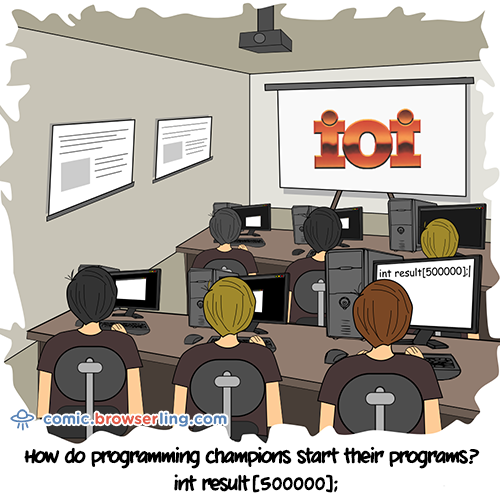 ioi
int result[500000];
comic.browserling.com
How do programming champions start their programs?
int result[500000];